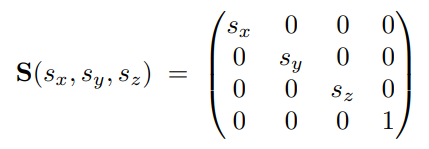 S(s_x, s_y, s_z) =
s_x 0 0 0
0 s_y 0 0
0 0 s_z 0
0 0 0 1